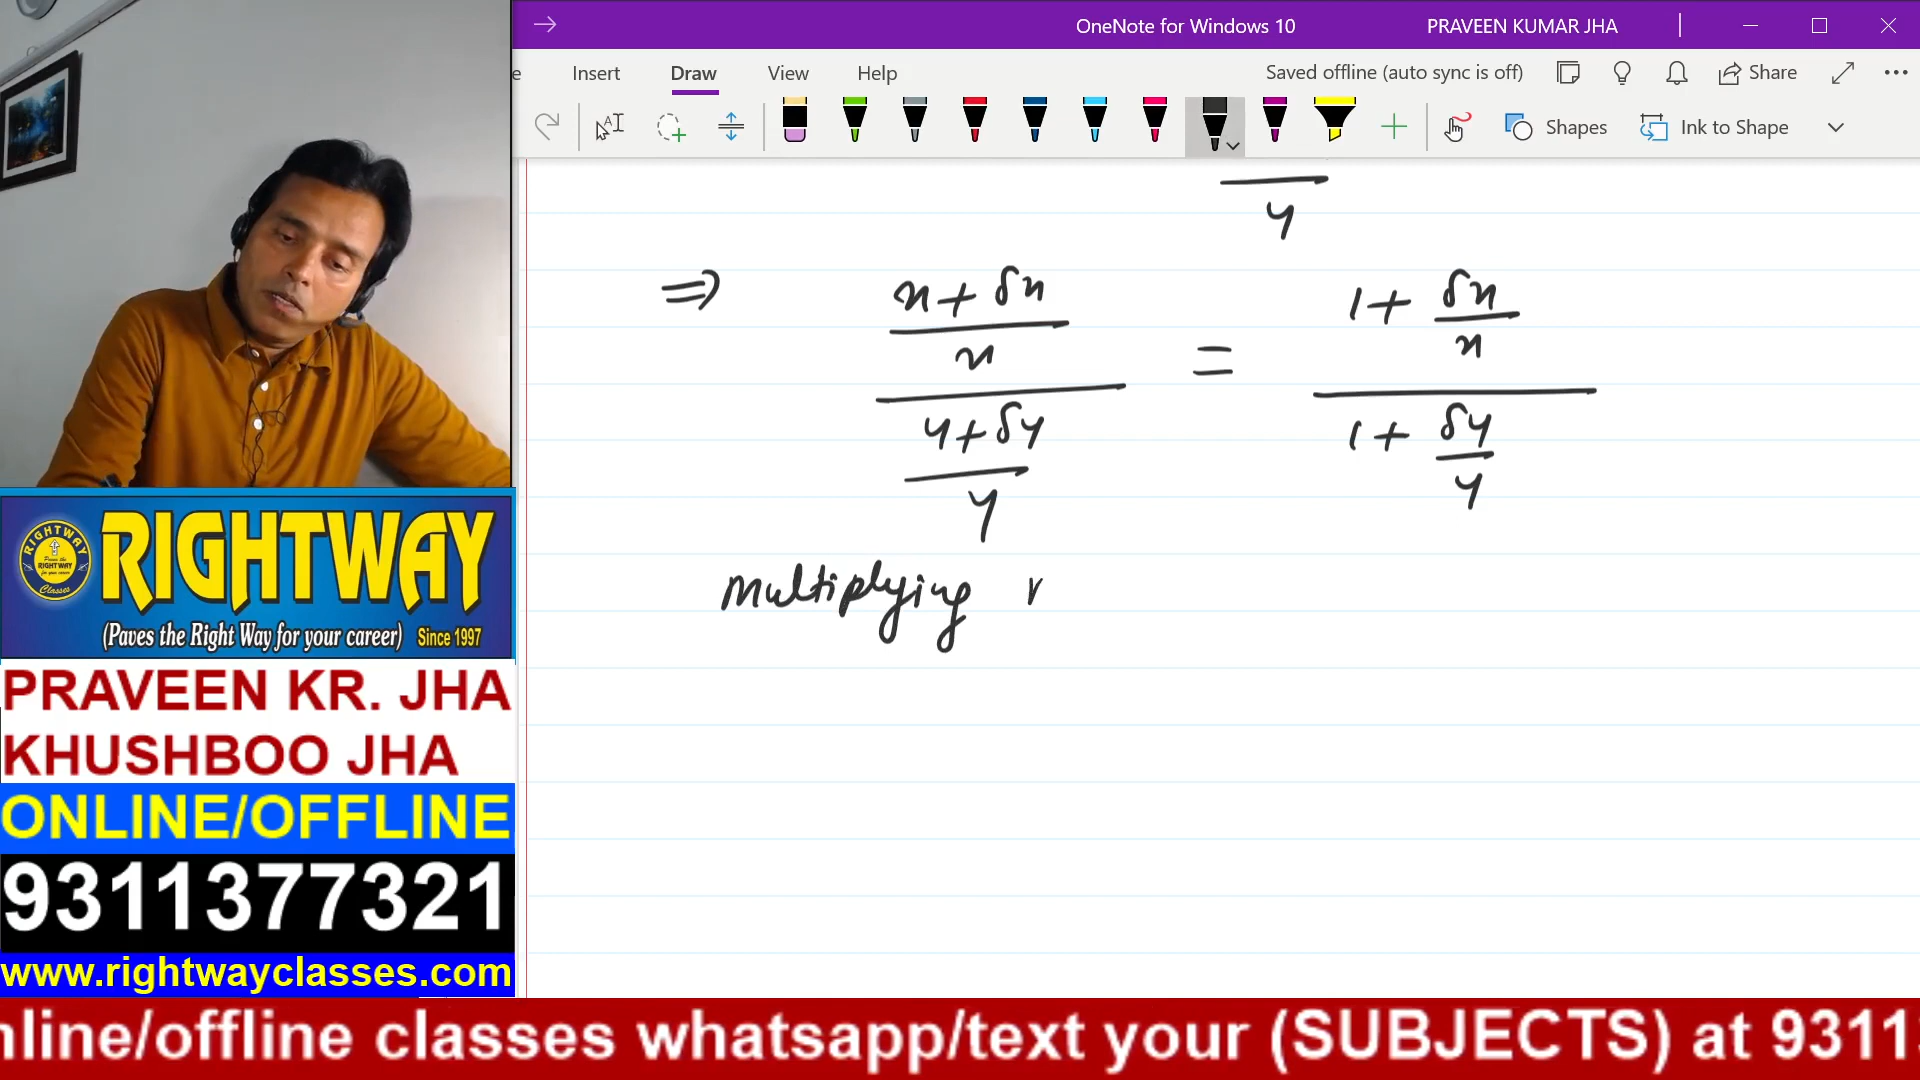 OneNote for Windows 10 PRAVEEN KUMAR JHA
Insert Draw View Help Saved offline (auto sync is off) Share
Shapes Ink to Shape
y
⇒ x + δx 1 + δx
x = x
y + δy 1 + δy
y y
Multiplying
RIGHTWAY
(Paves the Right Way for your career) Since 1997
PRAVEEN KR. JHA
KHUSHBOO JHA
ONLINE/OFFLINE
9311377321
www.rightwayclasses.com
nline/offline classes whatsapp/text your (SUBJECTS) at 9311